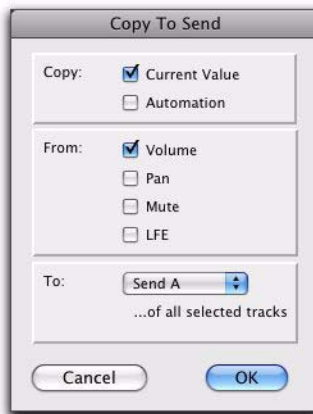 Copy To Send
Copy: Current Value
Automation
From: Volume
Pan
Mute
LFE
To: Send A
...of all selected tracks
Cancel OK